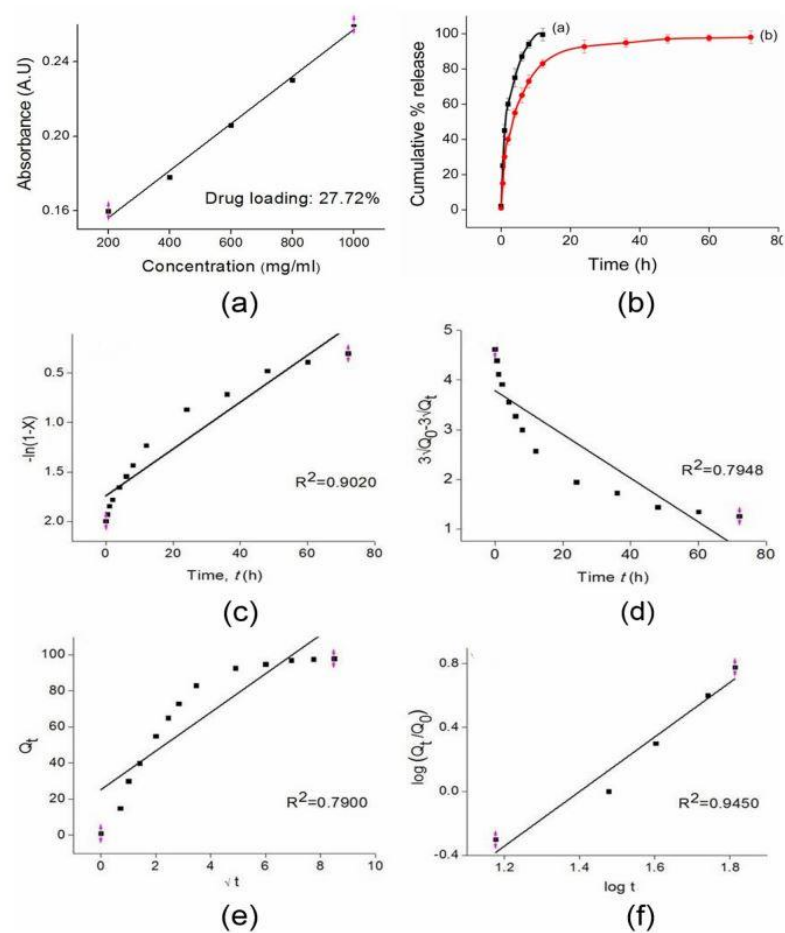 0.24
0.20
0.16
Absorbance (A.U)
Drug loading: 27.72%
200 400 600 800 1000
Concentration (mg/ml)
(a)
100
80
60
40
20
0
Cumulative % release
(a)
(b)
0 20 40 60 80
Time (h)
(b)
0.5
1.0
1.5
2.0
-ln(1-X)
R²=0.9020
0 20 40 60 80
Time, t (h)
(c)
5
4
3
2
1
3√Q₀-3√Qₜ
R²=0.7948
0 20 40 60 80
Time t (h)
(d)
100
80
60
40
20
0
Qₜ
R²=0.7900
0 2 4 6 8 10
√t
(e)
0.8
0.4
0.0
-0.4
log (Qₜ/Q₀)
R²=0.9450
1.2 1.4 1.6 1.8
log t
(f)